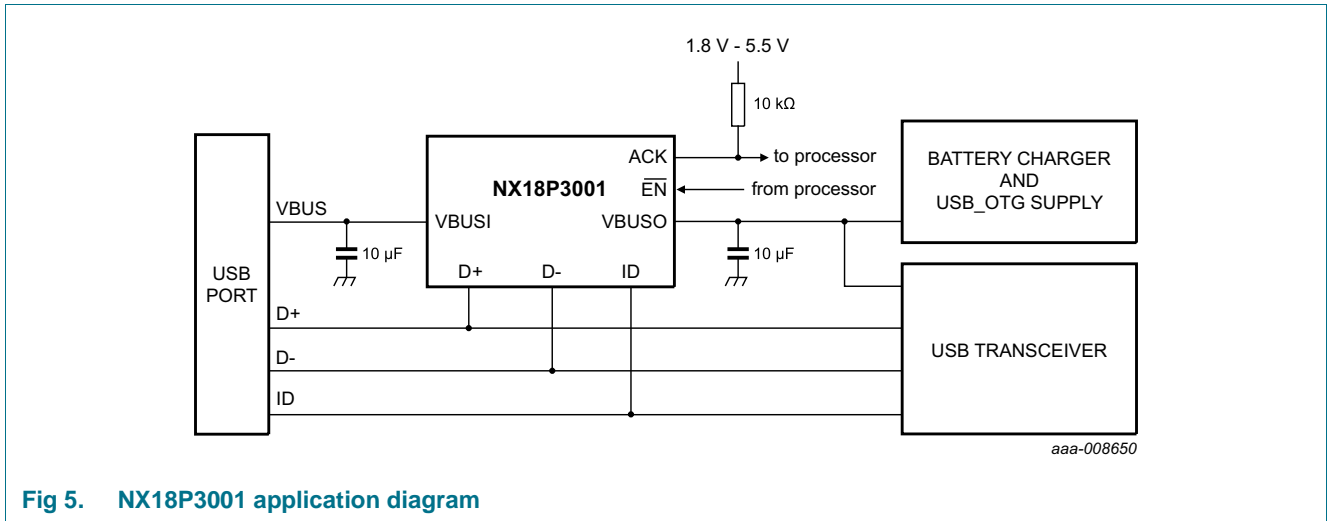 1.8 V - 5.5 V
10 kΩ
ACK
to processor
NX18P3001
EN
from processor
VBUS
VBUSI
VBUSO
10 µF
10 µF
D+
D-
ID
BATTERY CHARGER
AND
USB_OTG SUPPLY
USB
PORT
D+
D-
ID
USB TRANSCEIVER
aaa-008650
Fig 5. NX18P3001 application diagram